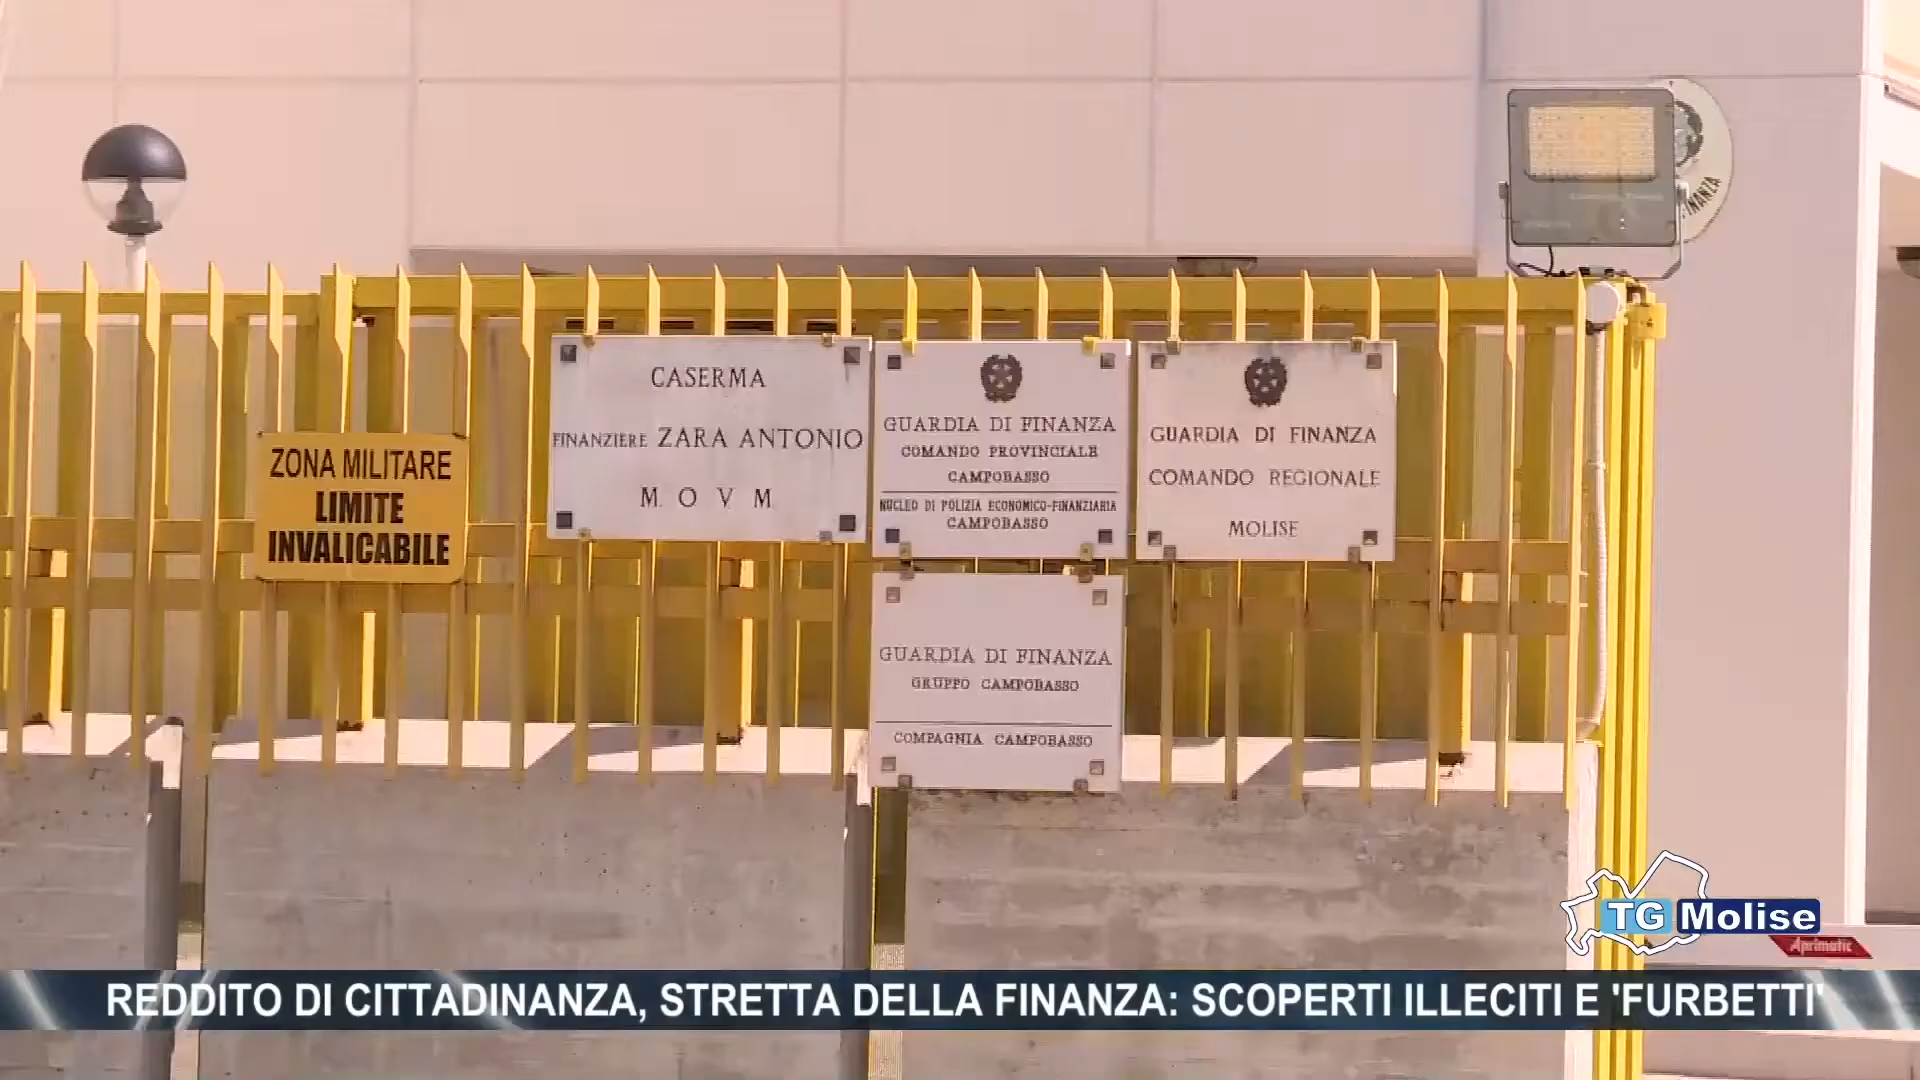 FINANZA
CASERMA
FINANZIERE ZARA ANTONIO
M. O V M
GUARDIA DI FINANZA
COMANDO PROVINCIALE
CAMPOBASSO
NUCLEO DI POLIZIA ECONOMICO-FINANZIARIA
CAMPOBASSO
GUARDIA DI FINANZA
COMANDO REGIONALE
MOLISE
ZONA MILITARE
LIMITE
INVALICABILE
GUARDIA DI FINANZA
GRUPPO CAMPOBASSO
COMPAGNIA CAMPOBASSO
TG Molise
Aprimatic
REDDITO DI CITTADINANZA, STRETTA DELLA FINANZA: SCOPERTI ILLECITI E 'FURBETTI'